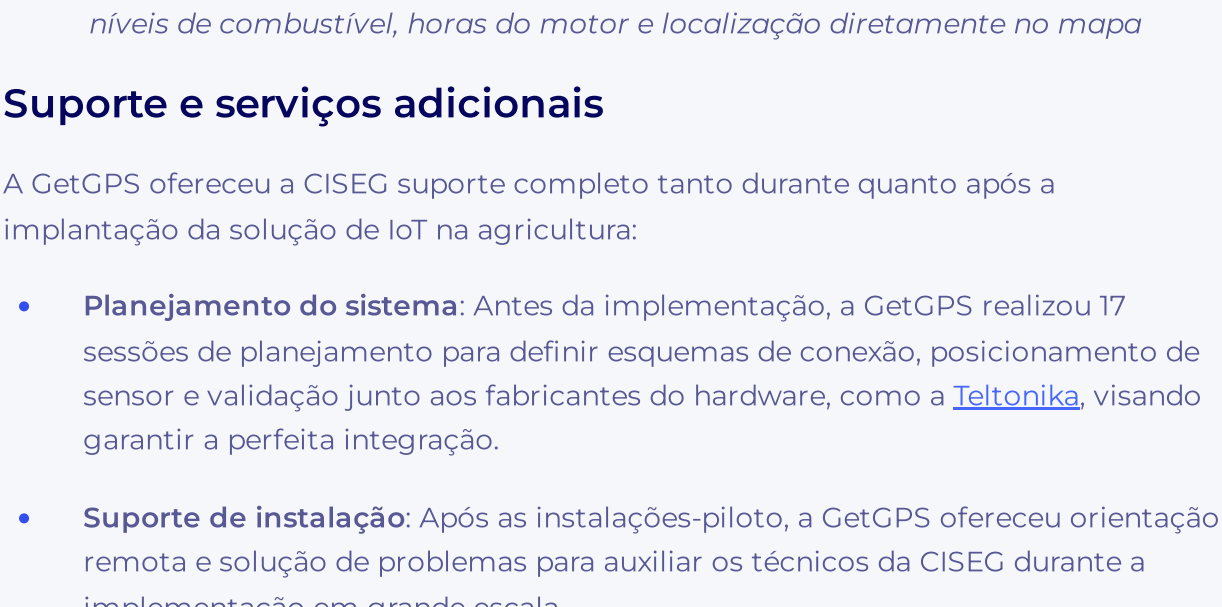 níveis de combustível, horas do motor e localização diretamente no mapa
Suporte e serviços adicionais
A GetGPS ofereceu a CISEG suporte completo tanto durante quanto após a
implantação da solução de IoT na agricultura:
Planejamento do sistema: Antes da implementação, a GetGPS realizou 17
sessões de planejamento para definir esquemas de conexão, posicionamento de
sensor e validação junto aos fabricantes do hardware, como a Teltonika, visando
garantir a perfeita integração.
Suporte de instalação: Após as instalações-piloto, a GetGPS ofereceu orientação
remota e solução de problemas para auxiliar os técnicos da CISEG durante a
implementação em grande escala